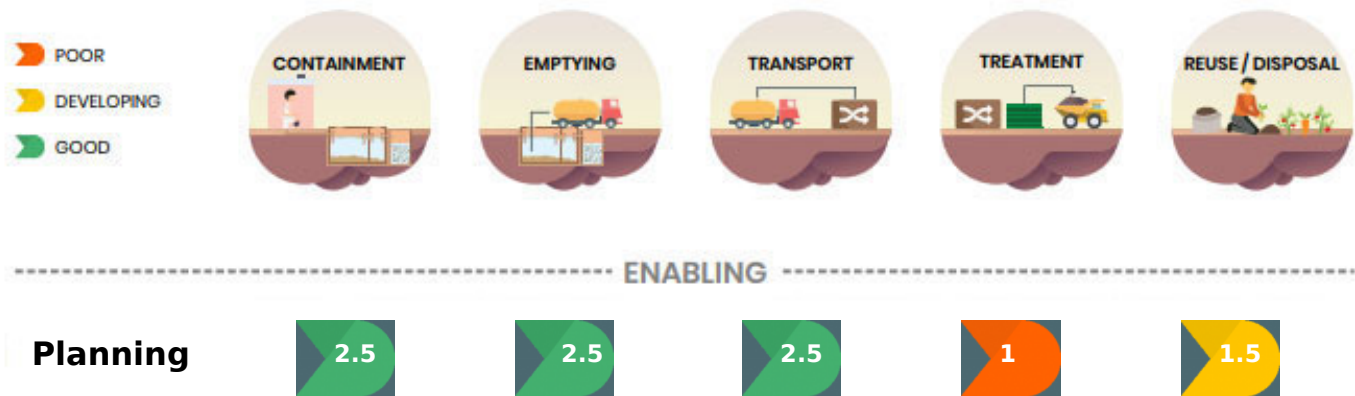 POOR
DEVELOPING
GOOD
CONTAINMENT
EMPTYING
TRANSPORT
TREATMENT
REUSE / DISPOSAL
ENABLING
Planning 2.5 2.5 2.5 1 1.5